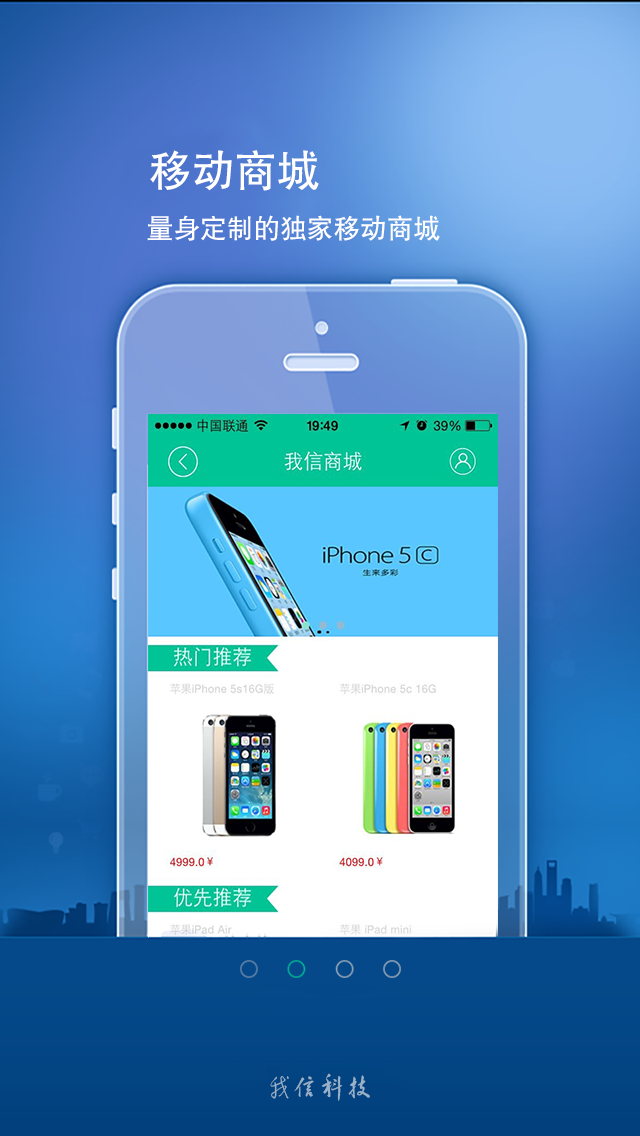 移动商城
量身定制的独家移动商城
中国联通 19:49 39%
我信商城
iPhone 5 C
生来多彩
热门推荐
苹果iPhone 5s16G版 苹果iPhone 5c 16G
4999.0¥ 4099.0¥
优先推荐
苹果iPad Air 苹果 iPad mini
我信科技